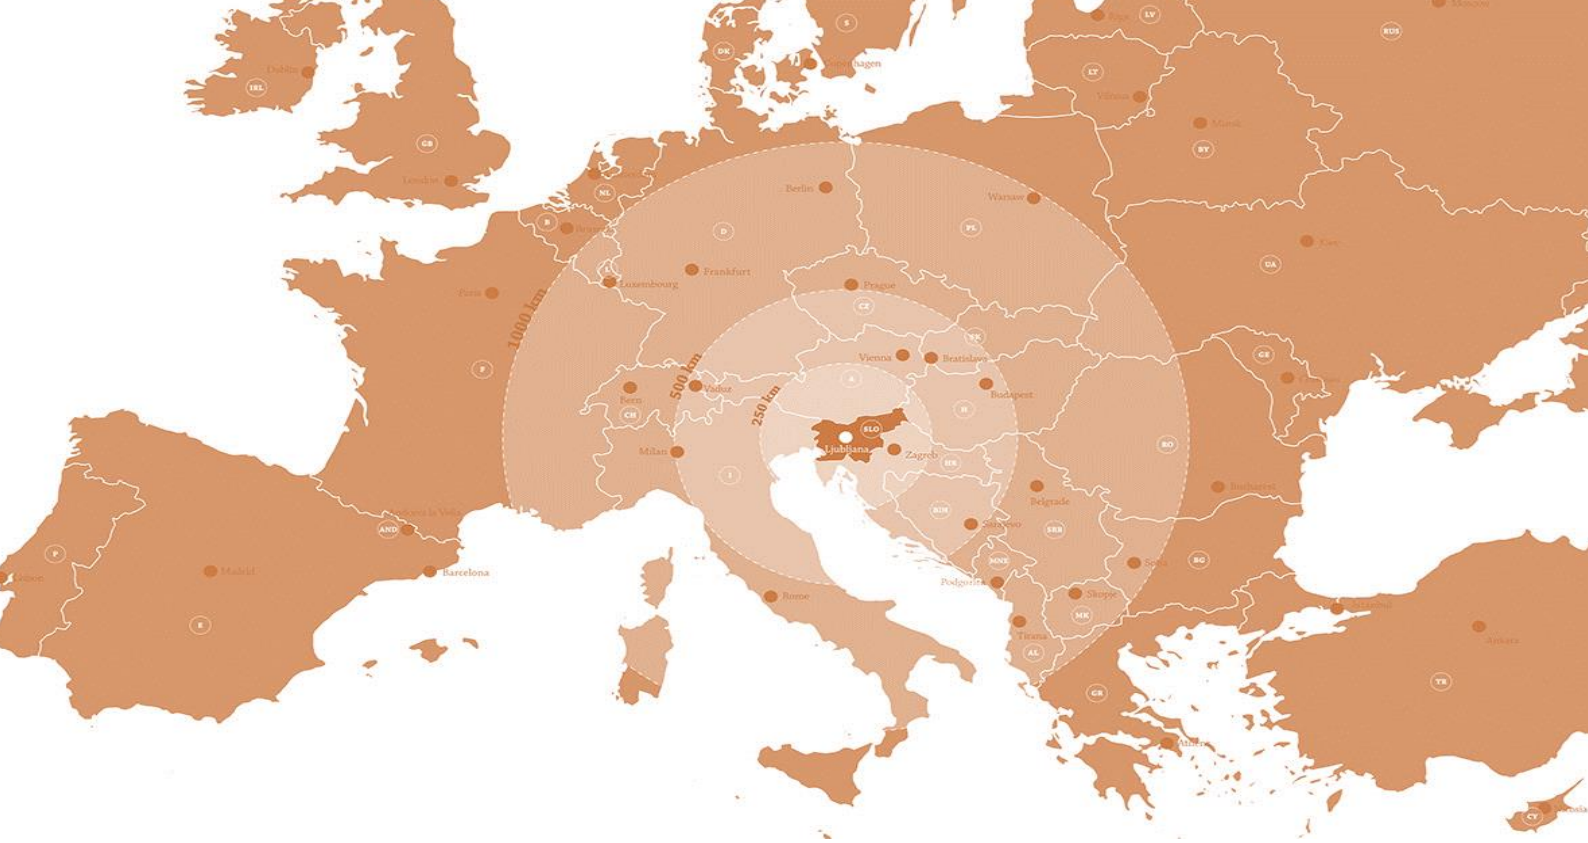 Riga
LV
Moscow
S
RUS
DK
Copenhagen
Dublin
IRL
LT
Vilnius
Minsk
GB
BY
London
NL
Berlin
Warsaw
B
D
PL
Kiev
L
UA
Luxembourg
Frankfurt
Prague
Paris
1000 km
CZ
SK
F
500 km
Vienna
Bratislava
A
Vaduz
250 km
Bern
CH
Budapest
H
SLO
Ljubljana
Milan
Zagreb
HR
I
RO
Belgrade
Bucharest
Andorra la Vella
AND
BIH
Sarajevo
SRB
P
MNE
BG
Sofia
Lisbon
Madrid
Barcelona
Podgorica
Rome
Skopje
MK
Istanbul
E
Tirana
AL
Ankara
TR
GR
Athens
CY